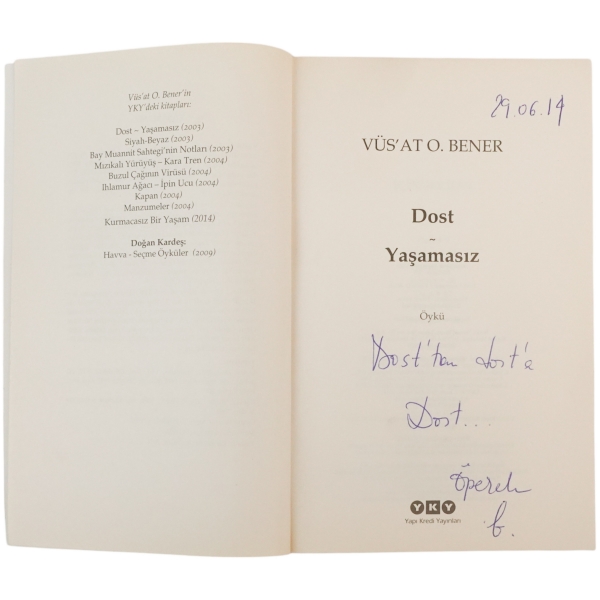 Vüs'at O. Bener'in
YKY'deki kitapları:
Dost – Yaşamasız (2003)
Siyah-Beyaz (2003)
Bay Muannit Sahtegi'nin Notları (2003)
Mızıkalı Yürüyüş – Kara Tren (2004)
Buzul Çağının Virüsü (2004)
Ihlamur Ağacı – İpin Ucu (2004)
Kapan (2004)
Manzumeler (2004)
Kurmacasız Bir Yaşam (2014)
Doğan Kardeş:
Havva - Seçme Öyküler (2009)
29.06.19
VÜS'AT O. BENER
Dost
~
Yaşamasız
Öykü
Dost'tan dost'a
Dost...
Öperek
YKY
Yapı Kredi Yayınları